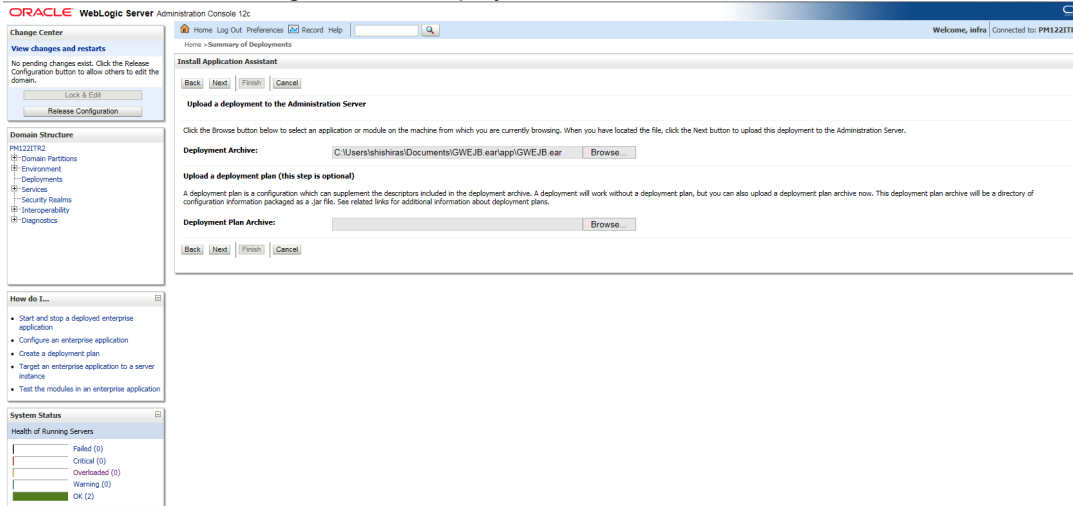 ORACLE WebLogic Server Administration Console 12c
Change Center
View changes and restarts
No pending changes exist. Click the Release
Configuration button to allow others to edit the
domain.
Lock & Edit
Release Configuration
Domain Structure
PM122ITR2
Domain Partitions
Environment
Deployments
Services
Security Realms
Interoperability
Diagnostics
How do I...
Start and stop a deployed enterprise
application
Configure an enterprise application
Create a deployment plan
Target an enterprise application to a server
instance
Test the modules in an enterprise application
System Status
Health of Running Servers
Failed (0)
Critical (0)
Overloaded (0)
Warning (0)
OK (2)
Home Log Out Preferences Record Help
Welcome, infra Connected to: PM122IT
Home >Summary of Deployments
Install Application Assistant
Back Next Finish Cancel
Upload a deployment to the Administration Server
Click the Browse button below to select an application or module on the machine from which you are currently browsing. When you have located the file, click the Next button to upload this deployment to the Administration Server.
Deployment Archive: C:\Users\shishiras\Documents\GWEJB.ear\app\GWEJB.ear Browse...
Upload a deployment plan (this step is optional)
A deployment plan is a configuration which can supplement the descriptors included in the deployment archive. A deployment will work without a deployment plan, but you can also upload a deployment plan archive now. This deployment plan archive will be a directory of
configuration information packaged as a .jar file. See related links for additional information about deployment plans.
Deployment Plan Archive: Browse...
Back Next Finish Cancel